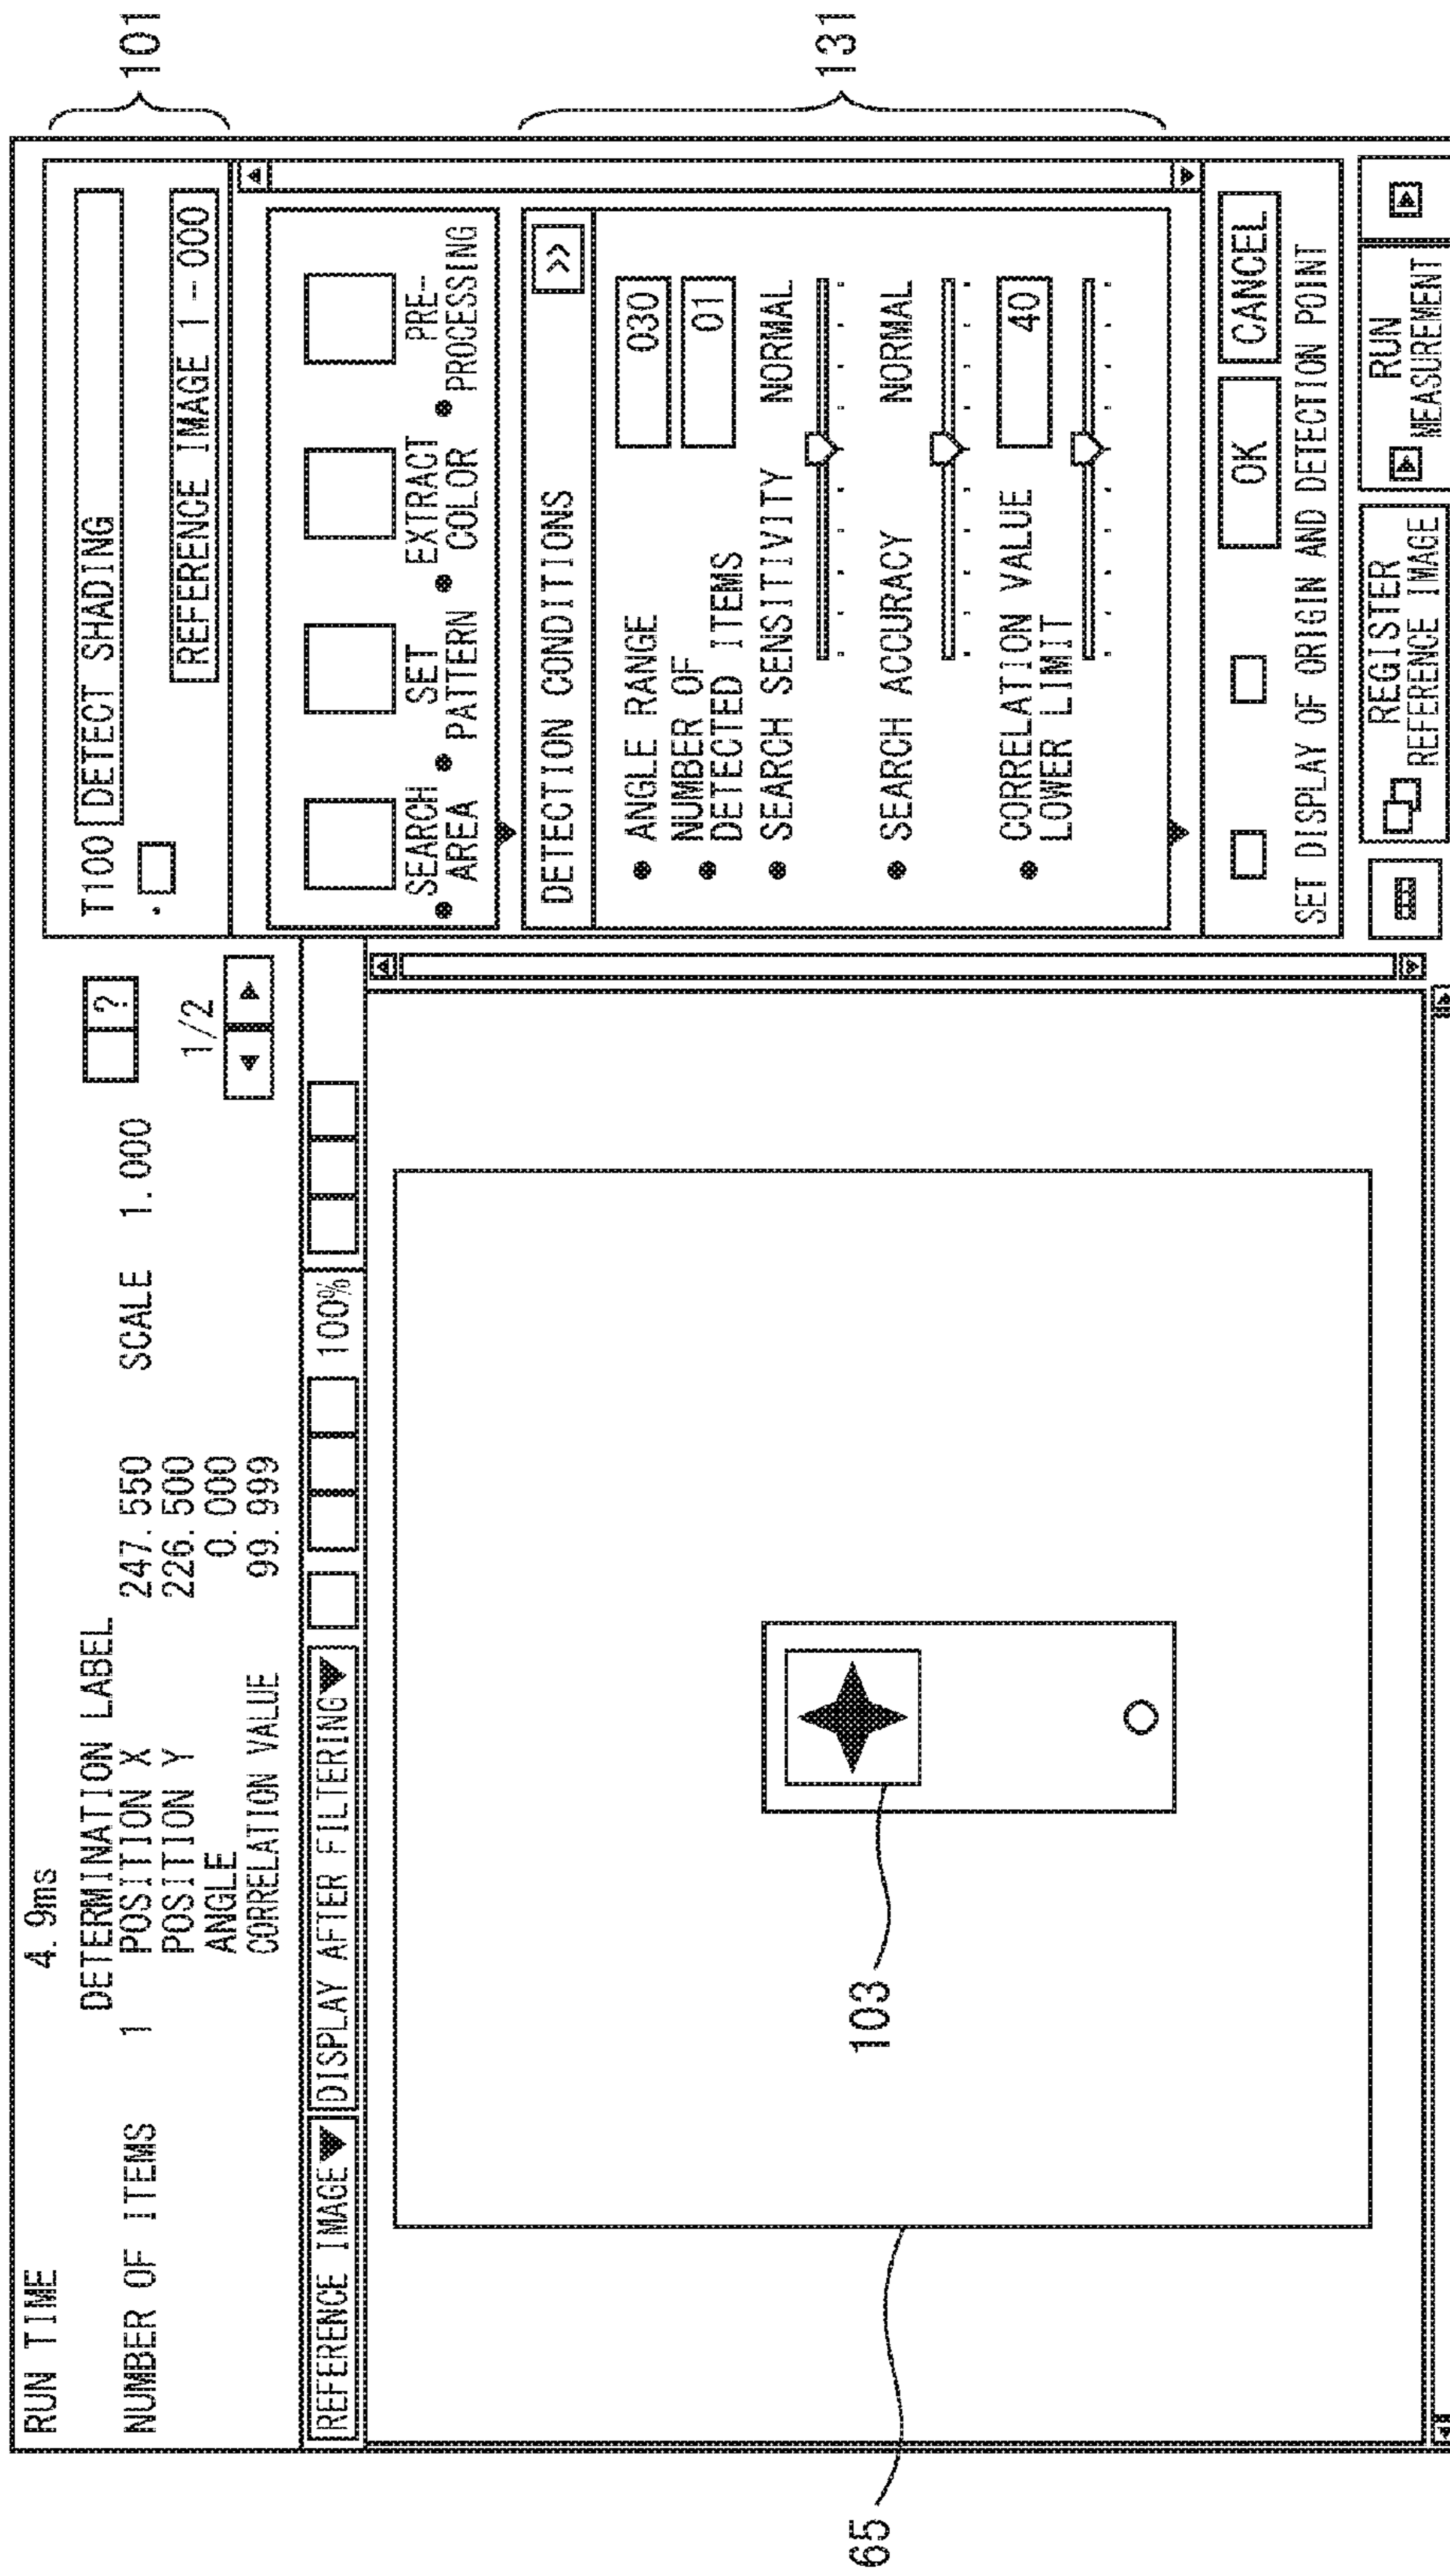 RUN TIME 4. 9ms
DETERMINATION LABEL
NUMBER OF ITEMS 1 POSITION X 247. 550 SCALE 1. 000
POSITION Y 226. 500
ANGLE 0. 000
CORRELATION VALUE 99. 999
?
1/2
REFERENCE IMAGE▼ DISPLAY AFTER FILTERING▼ 100%
103
65
T100 DETECT SHADING
REFERENCE IMAGE 1-000
101
SEARCH AREA
SET PATTERN
EXTRACT COLOR
PRE-PROCESSING
DETECTION CONDITIONS >>
• ANGLE RANGE 030
NUMBER OF
• DETECTED ITEMS 01
• SEARCH SENSITIVITY NORMAL
• SEARCH ACCURACY NORMAL
• CORRELATION VALUE 40
LOWER LIMIT
131
OK CANCEL
SET DISPLAY OF ORIGIN AND DETECTION POINT
REGISTER
REFERENCE IMAGE
RUN
MEASUREMENT